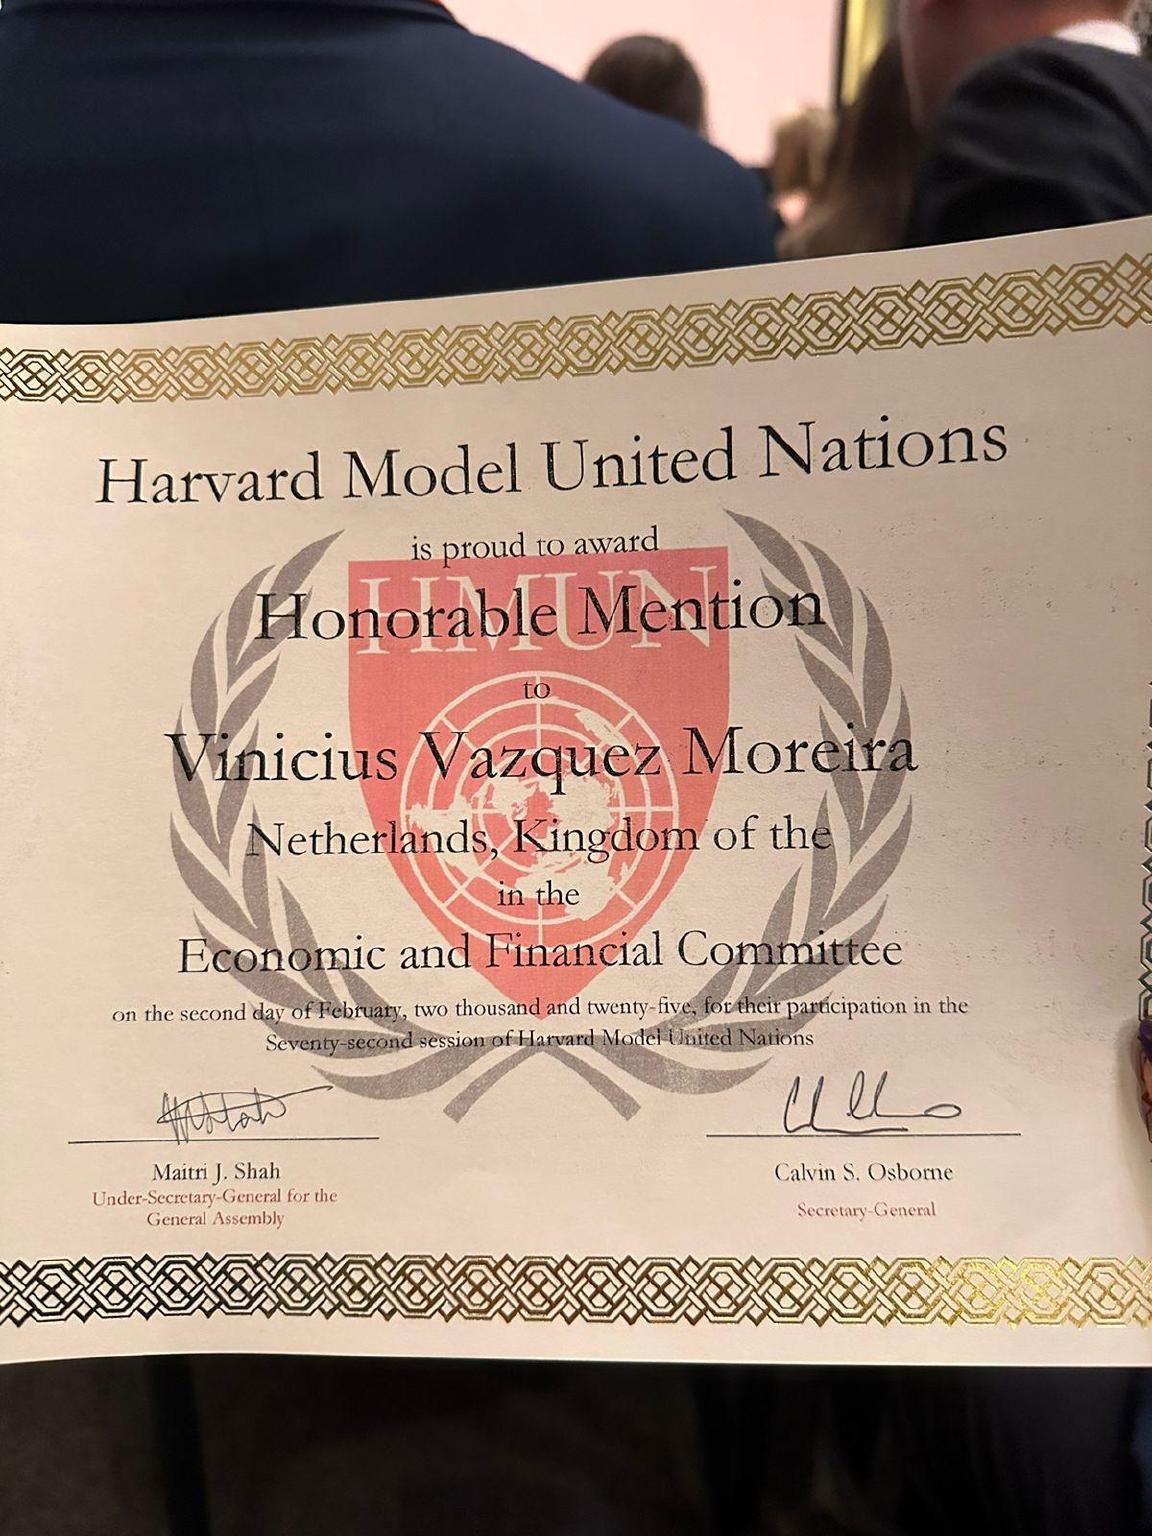 Harvard Model United Nations
is proud to award
HMUN
Honorable Mention
to
Vinicius Vazquez Moreira
Netherlands, Kingdom of the
in the
Economic and Financial Committee
on the second day of February, two thousand and twenty-five, for their participation in the
Seventy-second session of Harvard Model United Nations
Maitri J. Shah
Under-Secretary-General for the
General Assembly
Calvin S. Osborne
Secretary-General